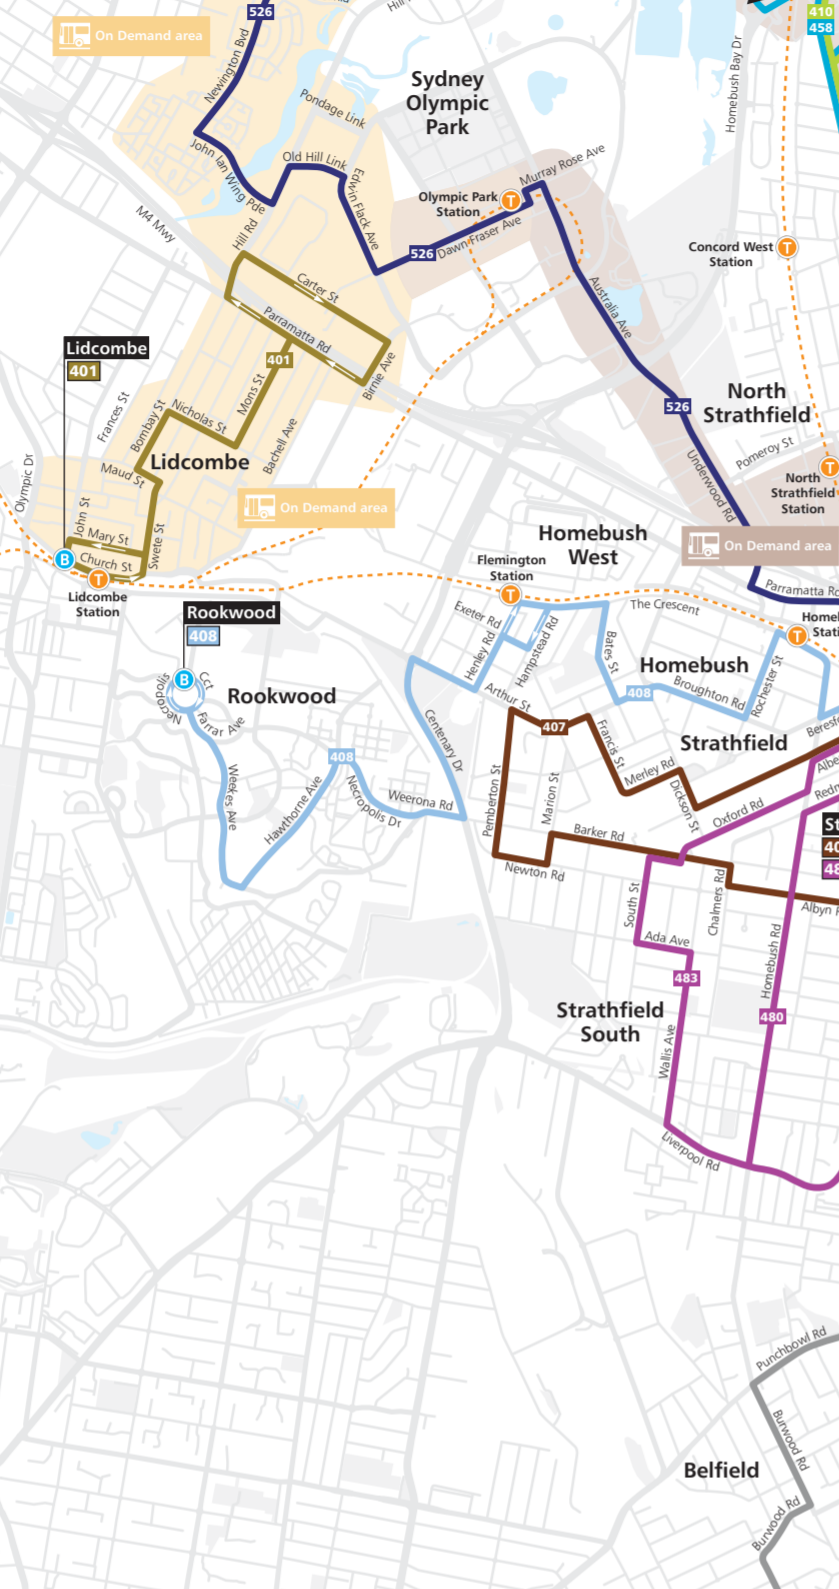 526
410
458
On Demand area
Newington Bvd
Homebush Bay Dr
Sydney
Olympic
Park
Pondage Link
John Ian Wing Pde
Old Hill Link
Edwin Flack Ave
Murray Rose Ave
Olympic Park
Station
T
M4 Mwy
Hill Rd
526
Dawn Fraser Ave
Concord West
Station
T
Carter St
Australia Ave
Parramatta Rd
Lidcombe
401
401
Birnie Ave
Frances St
Mons St
526
North
Strathfield
Bombay St
Nicholas St
Bachell Ave
Pomeroy St
Lidcombe
Olympic Dr
Maud St
Underwood Rd
T
North
Strathfield
Station
On Demand area
John St
Mary St
Swete St
Homebush
West
On Demand area
B
Church St
Flemington
Station
T
Lidcombe
Station
T
Parramatta Rd
Rookwood
408
Exeter Rd
The Crescent
T
Henley Rd
Hampstead Rd
Bates St
Homebush
B
Necropolis
Cct
Rookwood
Arthur St
408
Broughton Rd
Rochester St
Farrar Ave
Centenary Dr
407
Francis St
Strathfield
408
Weekes Ave
Hawthorne Ave
Necropolis Dr
Weerona Rd
Pemberton St
Marion St
Merley Rd
Dickson St
Oxford Rd
Barker Rd
Newton Rd
South St
Chalmers Rd
Ada Ave
483
Homebush Rd
Strathfield
South
480
Wallis Ave
Liverpool Rd
Punchbowl Rd
Burwood Rd
Belfield
Burwood Rd